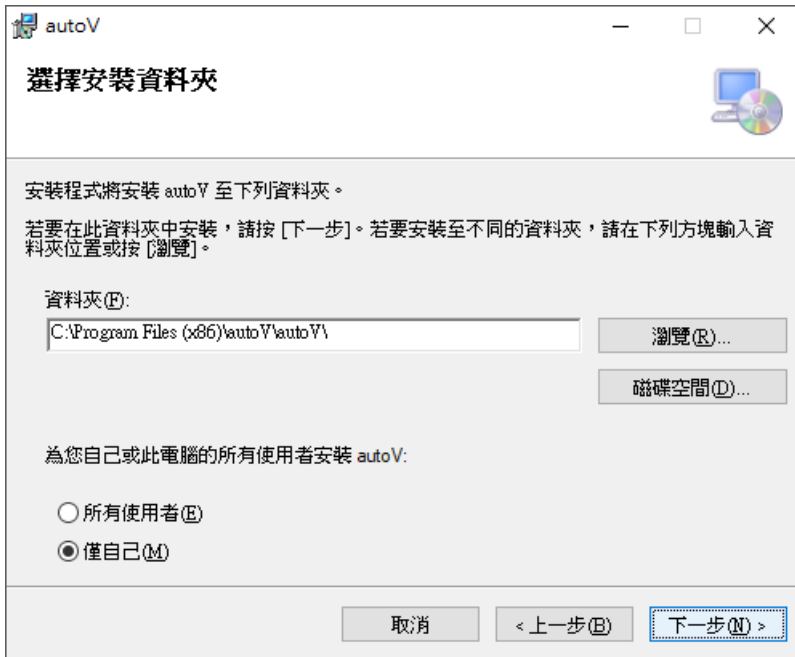 autoV
選擇安裝資料夾
安裝程式將安裝 autoV 至下列資料夾。
若要在此資料夾中安裝，請按 [下一步]。若要安裝至不同的資料夾，請在下列方塊輸入資
料夾位置或按 [瀏覽]。
資料夾(F):
C:\Program Files (x86)\autoV\autoV\
瀏覽(R)...
磁碟空間(D)...
為您自己或此電腦的所有使用者安裝 autoV:
所有使用者(E)
僅自己(M)
取消
< 上一步(B)
下一步(N) >